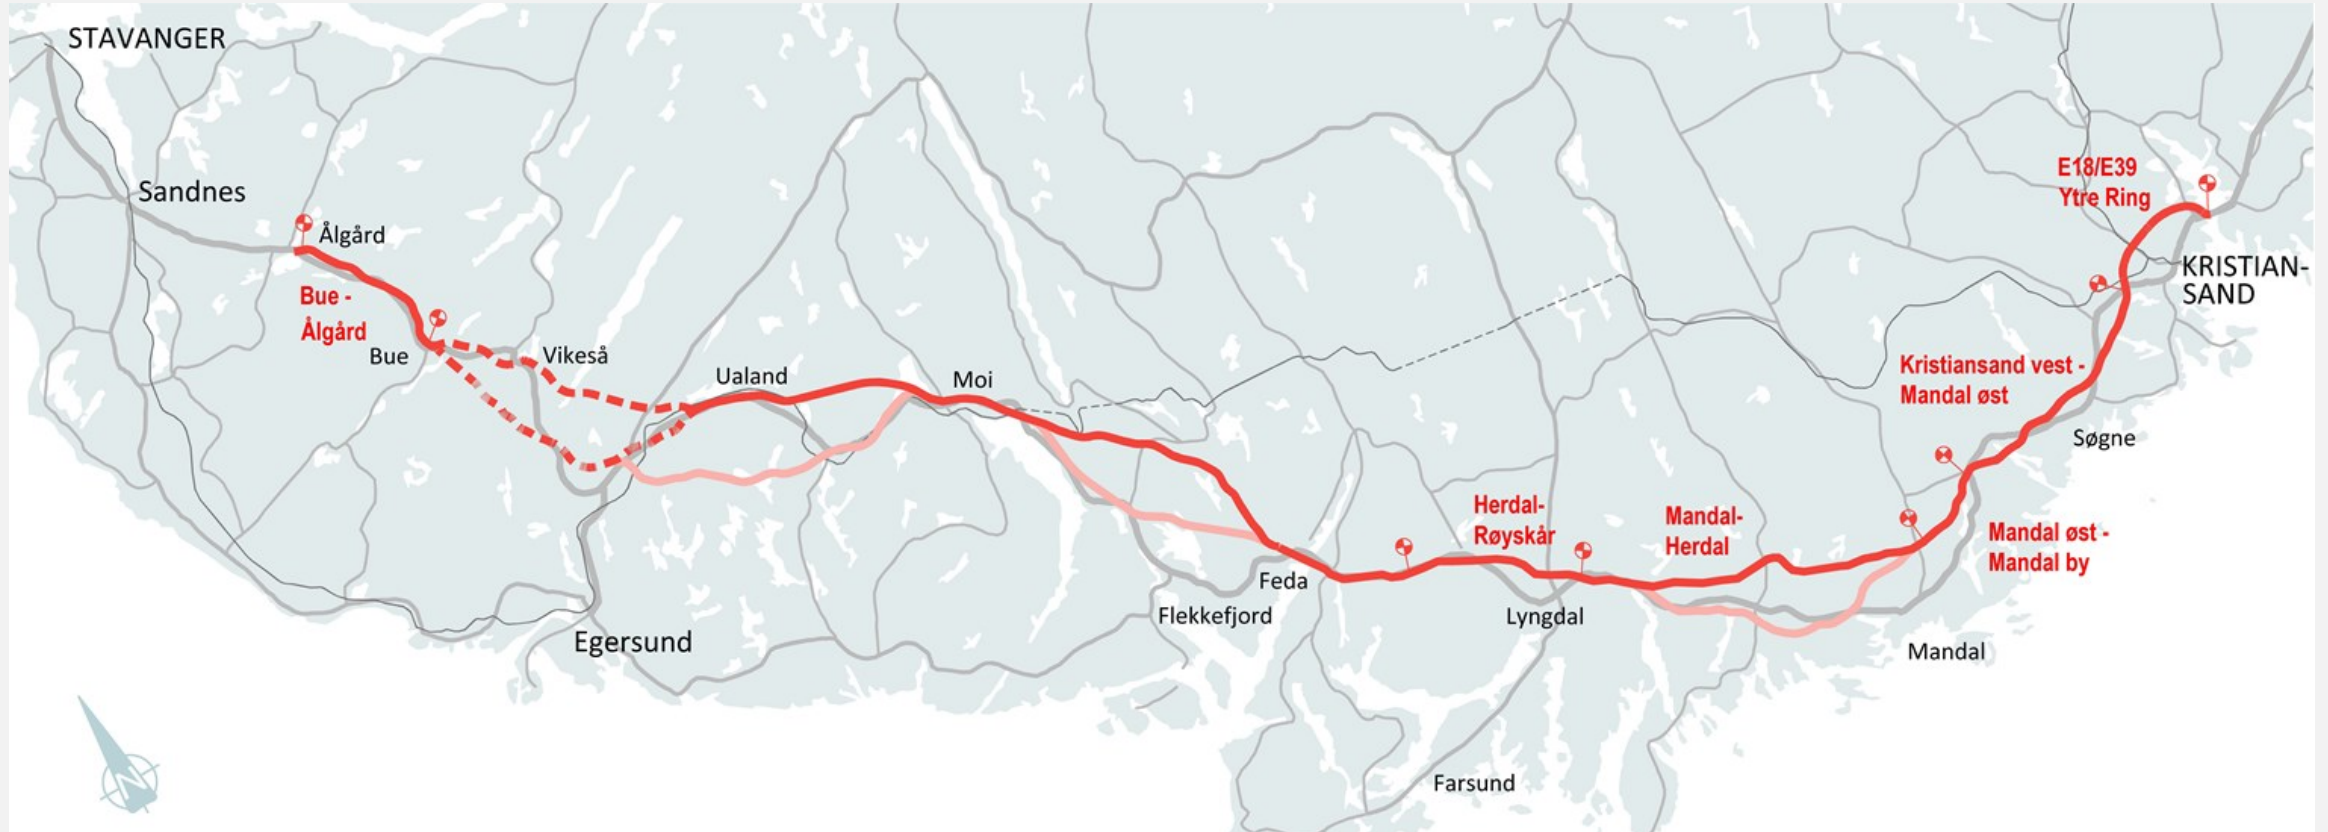 STAVANGER
Sandnes
Ålgård
Bue -
Ålgård
Bue
Vikeså
Ualand
Moi
Egersund
Flekkefjord
Feda
Herdal-
Røyskår
Lyngdal
Farsund
Mandal-
Herdal
Mandal
Mandal øst -
Mandal by
Kristiansand vest -
Mandal øst
Søgne
E18/E39
Ytre Ring
KRISTIAN-
SAND
N